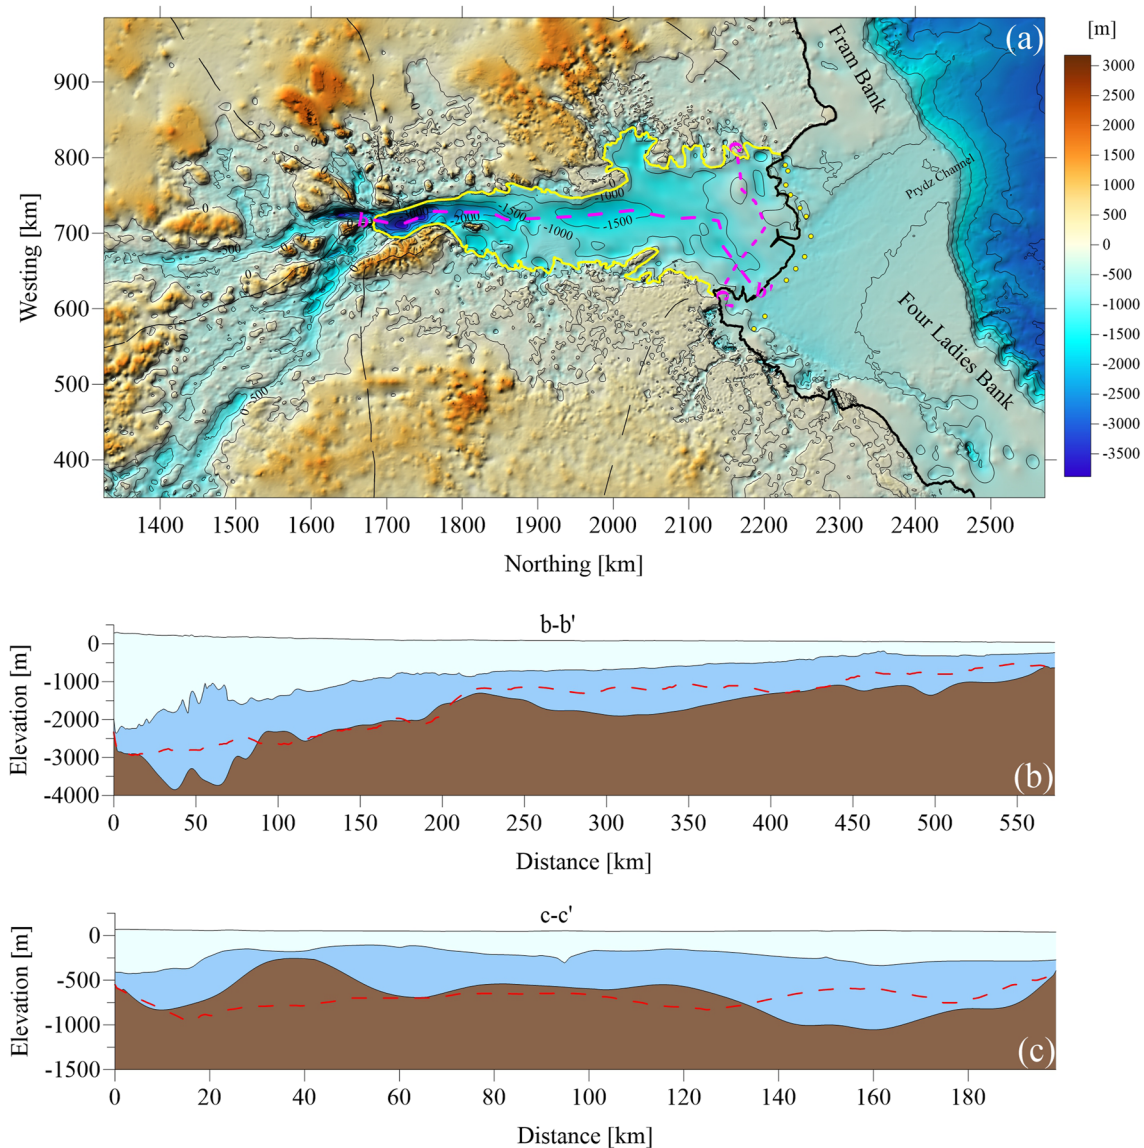 (a)
[m]
Fram Bank
Prydz Channel
Four Ladies Bank
900
800
700
600
500
400
Westing [km]
1400 1500 1600 1700 1800 1900 2000 2100 2200 2300 2400 2500
Northing [km]
3000
2500
2000
1500
1000
500
0
-500
-1000
-1500
-2000
-2500
-3000
-3500
0
-1000
-1500
-2000
-1000
-1500
0
-500
0
0
-500
b
b'
c
c'
b-b'
0
-1000
-2000
-3000
-4000
Elevation [m]
(b)
0 50 100 150 200 250 300 350 400 450 500 550
Distance [km]
c-c'
0
-500
-1000
-1500
Elevation [m]
(c)
0 20 40 60 80 100 120 140 160 180
Distance [km]